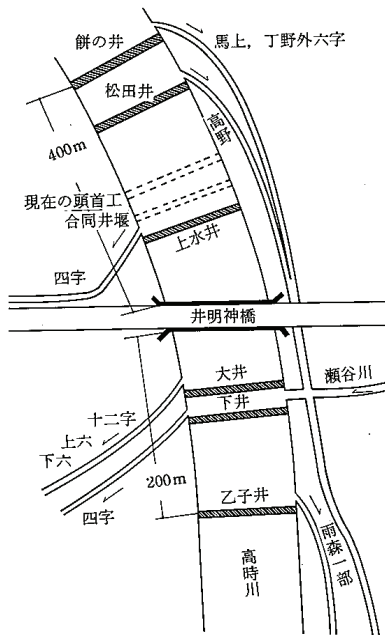 餅の井
馬上，丁野外六字
松田井
高野
400m
現在の頭首工
合同井堰
上水井
四字
井明神橋
大井
瀬谷川
下井
十二字
上六
下六
200m
四字
乙子井
雨森一部
高時川